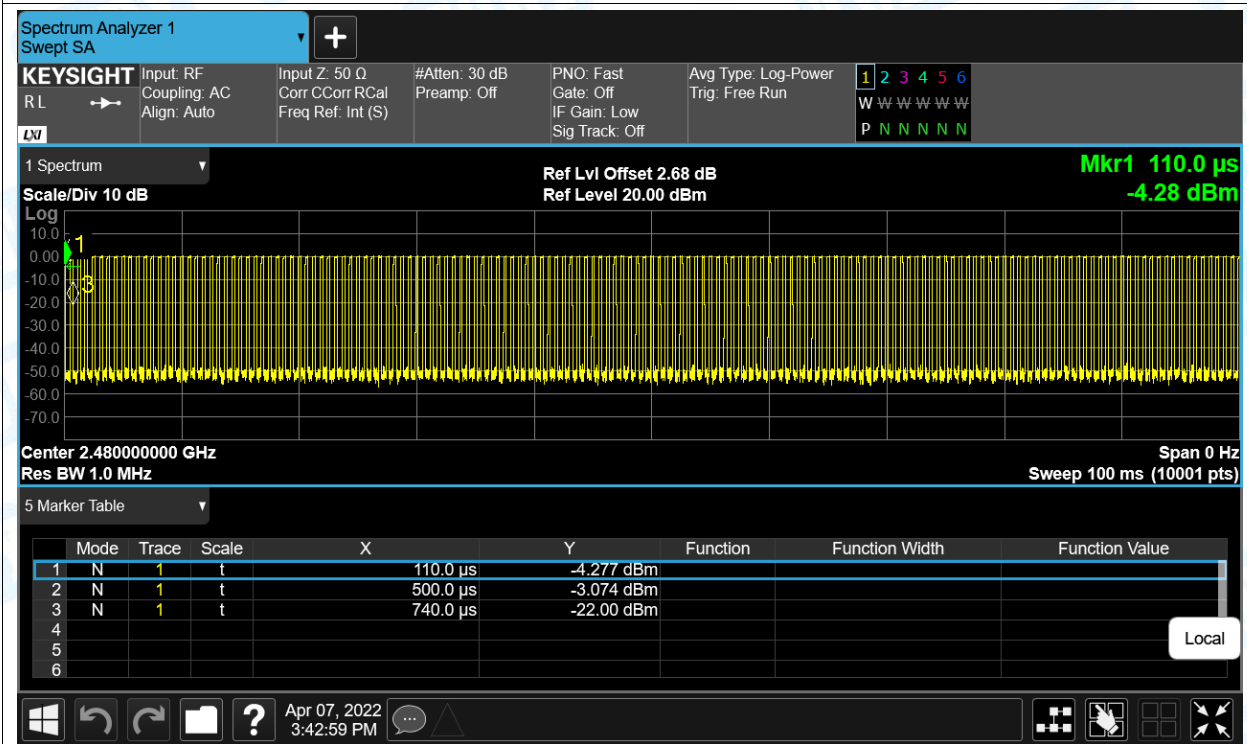 Spectrum Analyzer 1
Swept SA
KEYSIGHT Input: RF Input Z: 50 Ω #Atten: 30 dB PNO: Fast Avg Type: Log-Power 1 2 3 4 5 6
R L Coupling: AC Corr CCorr RCal Preamp: Off Gate: Off Trig: Free Run W W W W W W
Align: Auto Freq Ref: Int (S) IF Gain: Low
LXI Sig Track: Off P N N N N N
1 Spectrum Ref Lvl Offset 2.68 dB Mkr1 110.0 µs
Scale/Div 10 dB Ref Level 20.00 dBm -4.28 dBm
Log
10.0 1
0.00
-10.0 3
-20.0
-30.0
-40.0
-50.0
-60.0
-70.0
Center 2.480000000 GHz Span 0 Hz
Res BW 1.0 MHz Sweep 100 ms (10001 pts)
5 Marker Table
Mode Trace Scale X Y Function Function Width Function Value
1 N 1 t 110.0 µs -4.277 dBm
2 N 1 t 500.0 µs -3.074 dBm
3 N 1 t 740.0 µs -22.00 dBm
4
5
6
Local
? Apr 07, 2022
3:42:59 PM